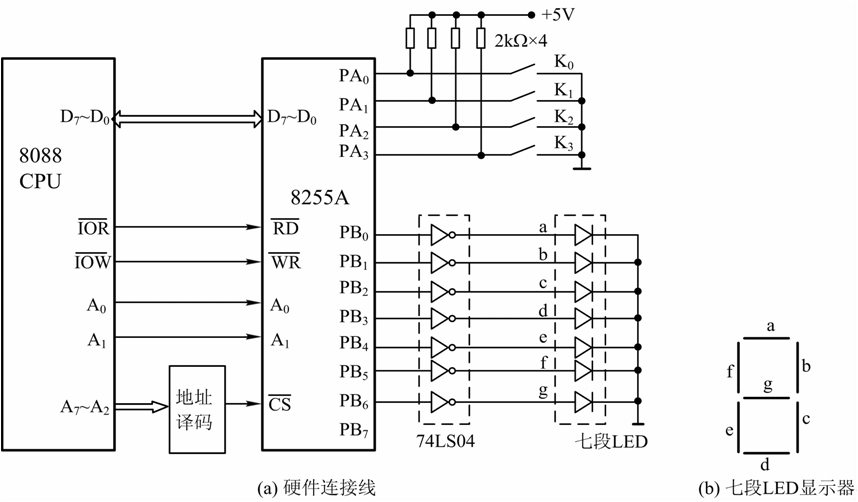 +5V
2kΩ×4
PA₀ K₀
PA₁ K₁
D₇~D₀ D₇~D₀ PA₂ K₂
PA₃ K₃
8088
CPU
8255A
IOR RD PB₀ a
IOW WR PB₁ b
PB₂ c
A₀ A₀ PB₃ d
A₁ A₁ PB₄ e
PB₅ f
A₇~A₂ 地址 CS PB₆ g
译码
PB₇
74LS04 七段LED
a
f b
g
e c
d
(a) 硬件连接线 (b) 七段LED显示器